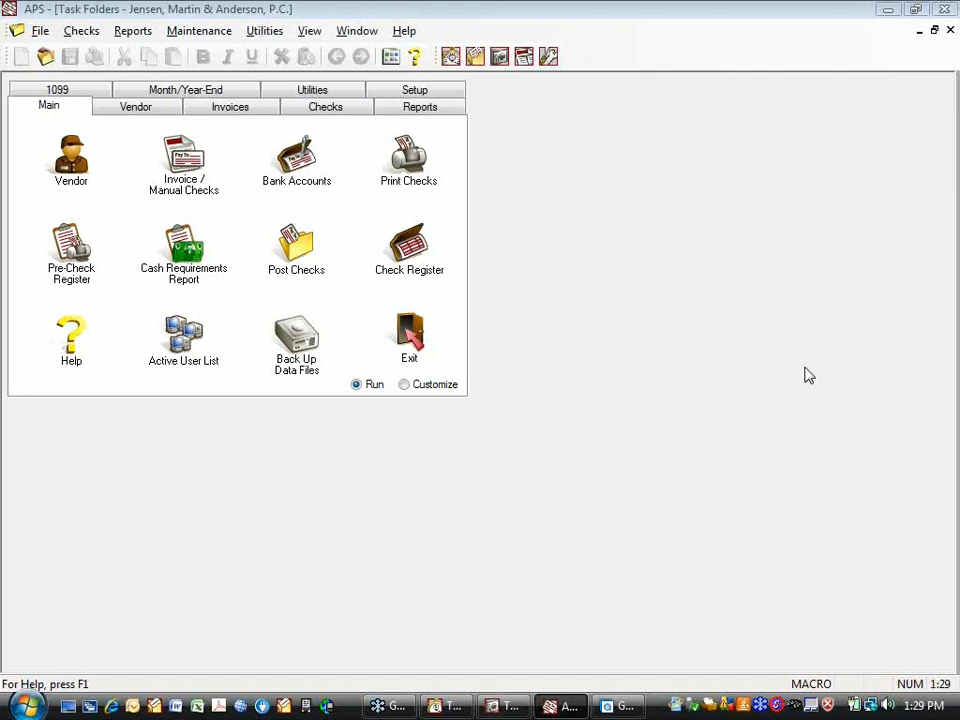 APS - [Task Folders - Jensen, Martin & Anderson, P.C.]
File Checks Reports Maintenance Utilities View Window Help
1099 Month/Year-End Utilities Setup
Main Vendor Invoices Checks Reports
Vendor
Invoice /
Manual Checks
Bank Accounts
Print Checks
Pre-Check
Register
Cash Requirements
Report
Post Checks
Check Register
Help
Active User List
Back Up
Data Files
Exit
Run Customize
For Help, press F1
MACRO NUM 1:29
G... T... T... A... G... 1:29 PM